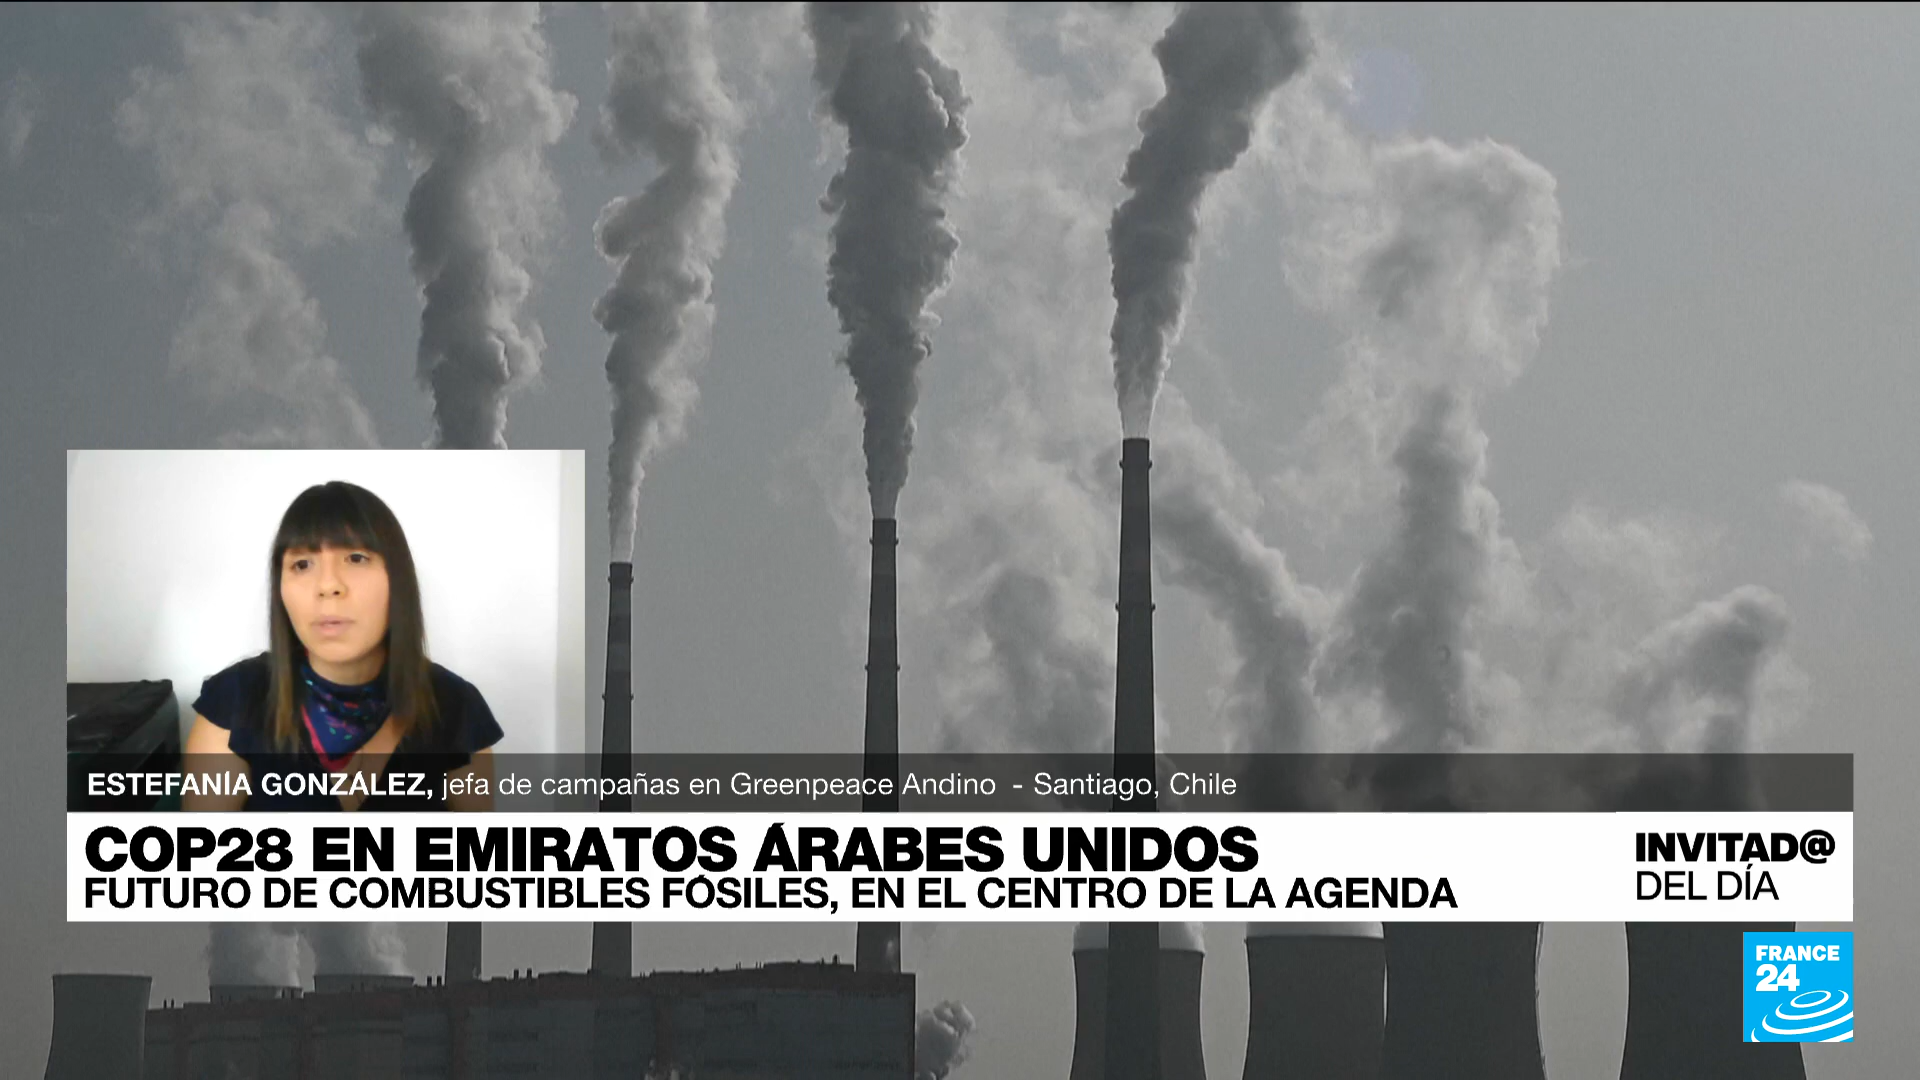 ESTEFANÍA GONZÁLEZ, jefa de campañas en Greenpeace Andino - Santiago, Chile
COP28 EN EMIRATOS ÁRABES UNIDOS
FUTURO DE COMBUSTIBLES FÓSILES, EN EL CENTRO DE LA AGENDA
INVITAD@
DEL DÍA
FRANCE
24